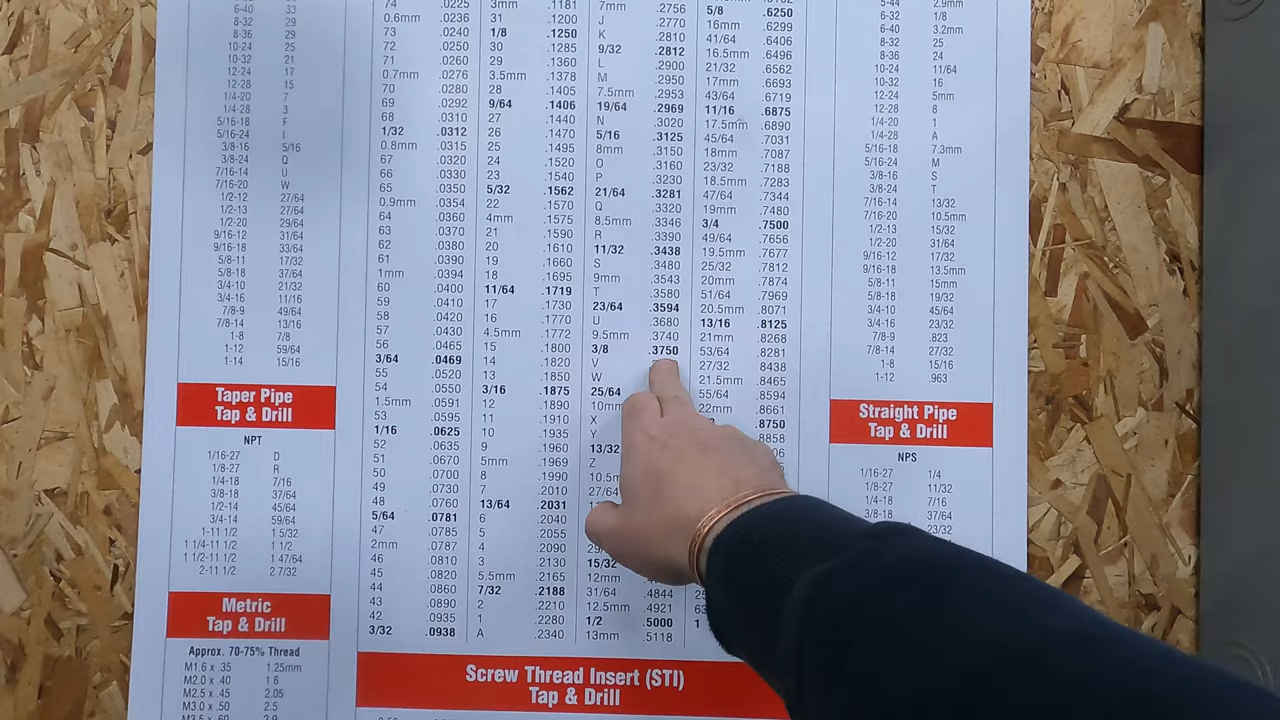 6-40 33
8-32 29
8-36 29
10-24 25
10-32 21
12-24 17
12-28 15
1/4-20 7
1/4-28 3
5/16-18 F
5/16-24 I
3/8-16 5/16
3/8-24 Q
7/16-14 U
7/16-20 W
1/2-12 27/64
1/2-13 27/64
1/2-20 29/64
9/16-12 31/64
9/16-18 33/64
5/8-11 17/32
5/8-18 37/64
3/4-10 21/32
3/4-16 11/16
7/8-9 49/64
7/8-14 13/16
1-8 7/8
1-12 59/64
1-14 15/16
Taper Pipe
Tap & Drill
NPT
1/16-27 D
1/8-27 R
1/4-18 7/16
3/8-18 37/64
1/2-14 45/64
3/4-14 59/64
1-11 1/2 1 5/32
1 1/4-11 1/2 1 1/2
1 1/2-11 1/2 1 47/64
2-11 1/2 2 7/32
Metric
Tap & Drill
Approx. 70-75% Thread
M1.6 x .35 1.25mm
M2.0 x .40 1.6
M2.5 x .45 2.05
M3.0 x .50 2.5
M3.5 x .60 2.9
74 .0225
0.6mm .0236
73 .0240
72 .0250
71 .0260
0.7mm .0276
70 .0280
69 .0292
68 .0310
1/32 .0312
0.8mm .0315
67 .0320
66 .0330
65 .0350
0.9mm .0354
64 .0360
63 .0370
62 .0380
61 .0390
1mm .0394
60 .0400
59 .0410
58 .0420
57 .0430
56 .0465
3/64 .0469
55 .0520
54 .0550
1.5mm .0591
53 .0595
1/16 .0625
52 .0635
51 .0670
50 .0700
49 .0730
48 .0760
5/64 .0781
47 .0785
2mm .0787
46 .0810
45 .0820
44 .0860
43 .0890
42 .0935
3/32 .0938
3mm .1181
31 .1200
1/8 .1250
30 .1285
29 .1360
3.5mm .1378
28 .1405
9/64 .1406
27 .1440
26 .1470
25 .1495
24 .1520
23 .1540
5/32 .1562
22 .1570
4mm .1575
21 .1590
20 .1610
19 .1660
18 .1695
11/64 .1719
17 .1730
16 .1770
4.5mm .1772
15 .1800
14 .1820
13 .1850
3/16 .1875
12 .1890
11 .1910
10 .1935
9 .1960
5mm .1969
8 .1990
7 .2010
13/64 .2031
6 .2040
5 .2055
4 .2090
3 .2130
5.5mm .2165
7/32 .2188
2 .2210
1 .2280
A .2340
7mm .2756
J .2770
K .2810
9/32 .2812
L .2900
M .2950
7.5mm .2953
19/64 .2969
N .3020
5/16 .3125
8mm .3150
O .3160
P .3230
21/64 .3281
Q .3320
8.5mm .3346
R .3390
11/32 .3438
S .3480
9mm .3543
T .3580
23/64 .3594
U .3680
9.5mm .3740
3/8 .3750
V
W
25/64
10mm
X
Y
13/32
Z
27/64
15/32
12mm
31/64 .4844
12.5mm .4921
1/2 .5000
13mm .5118
5/8 .6250
16mm .6299
41/64 .6406
16.5mm .6496
21/32 .6562
17mm .6693
43/64 .6719
11/16 .6875
17.5mm .6890
45/64 .7031
18mm .7087
23/32 .7188
18.5mm .7283
47/64 .7344
19mm .7480
3/4 .7500
49/64 .7656
19.5mm .7677
25/32 .7812
20mm .7874
51/64 .7969
20.5mm .8071
13/16 .8125
21mm .8268
53/64 .8281
27/32 .8438
21.5mm .8465
55/64 .8594
22mm .8661
.8750
.8858
1
Screw Thread Insert (STI)
Tap & Drill
5-44 2.9mm
6-32 1/8
6-40 3.2mm
8-32 25
8-36 24
10-24 11/64
10-32 16
12-24 5mm
12-28 8
1/4-20 1
1/4-28 A
5/16-18 7.3mm
5/16-24 M
3/8-16 S
3/8-24 T
7/16-14 13/32
7/16-20 10.5mm
1/2-13 15/32
1/2-20 31/64
9/16-12 17/32
9/16-18 13.5mm
5/8-11 15mm
5/8-18 19/32
3/4-10 45/64
3/4-16 23/32
7/8-9 .823
7/8-14 27/32
1-8 15/16
1-12 .963
Straight Pipe
Tap & Drill
NPS
1/16-27 1/4
1/8-27 11/32
1/4-18 7/16
3/8-18 37/64
23/32